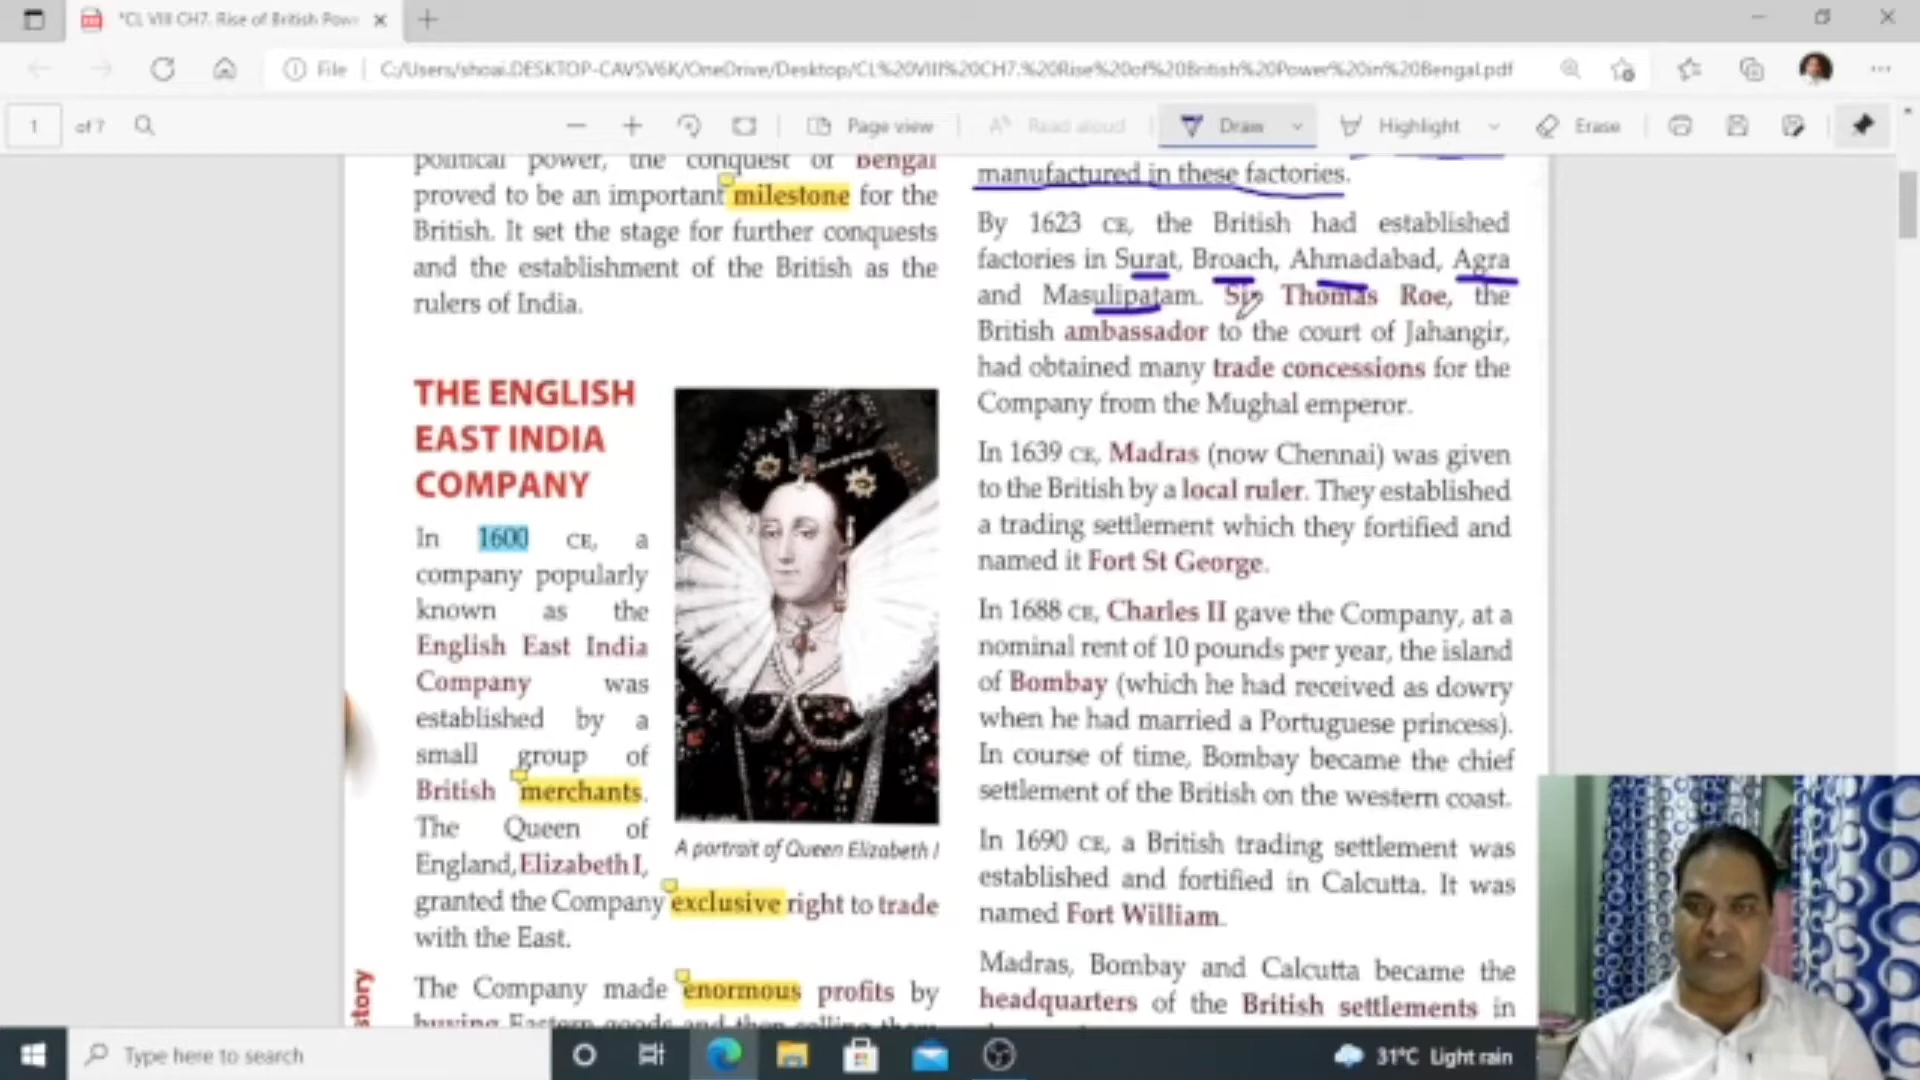 *CL VIII CH7. Rise of British Powe
File
C:/Users/shoai.DESKTOP-CAVSV6K/OneDrive/Desktop/CL%20VIII%20CH7.%20Rise%20of%20British%20Power%20in%20Bengal.pdf
1 of 7
Page view
Read aloud
Draw
Highlight
Erase
political power, the conquest of Bengal
proved to be an important milestone for the
British. It set the stage for further conquests
and the establishment of the British as the
rulers of India.
THE ENGLISH
EAST INDIA
COMPANY
In 1600 CE, a
company popularly
known as the
English East India
Company was
established by a
small group of
British merchants.
The Queen of
England, Elizabeth I,
granted the Company exclusive right to trade
with the East.
A portrait of Queen Elizabeth I
The Company made enormous profits by
buying Eastern goods and then selling them
manufactured in these factories.
By 1623 CE, the British had established
factories in Surat, Broach, Ahmadabad, Agra
and Masulipatam. Sir Thomas Roe, the
British ambassador to the court of Jahangir,
had obtained many trade concessions for the
Company from the Mughal emperor.
In 1639 CE, Madras (now Chennai) was given
to the British by a local ruler. They established
a trading settlement which they fortified and
named it Fort St George.
In 1688 CE, Charles II gave the Company, at a
nominal rent of 10 pounds per year, the island
of Bombay (which he had received as dowry
when he had married a Portuguese princess).
In course of time, Bombay became the chief
settlement of the British on the western coast.
In 1690 CE, a British trading settlement was
established and fortified in Calcutta. It was
named Fort William.
Madras, Bombay and Calcutta became the
headquarters of the British settlements in
story
Type here to search
31°C Light rain